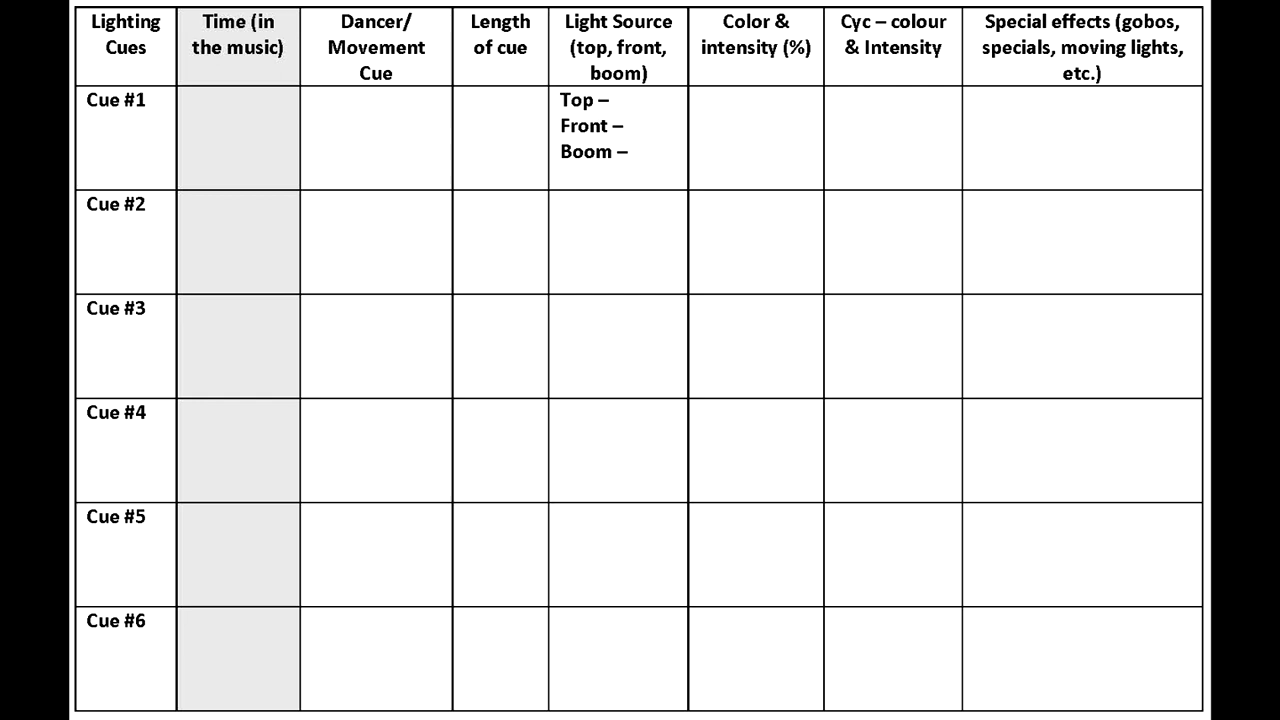 Lighting
Cues
Time (in
the music)
Dancer/
Movement
Cue
Length
of cue
Light Source
(top, front,
boom)
Color &
intensity (%)
Cyc – colour
& Intensity
Special effects (gobos,
specials, moving lights,
etc.)
Cue #1
Top –
Front –
Boom –
Cue #2
Cue #3
Cue #4
Cue #5
Cue #6